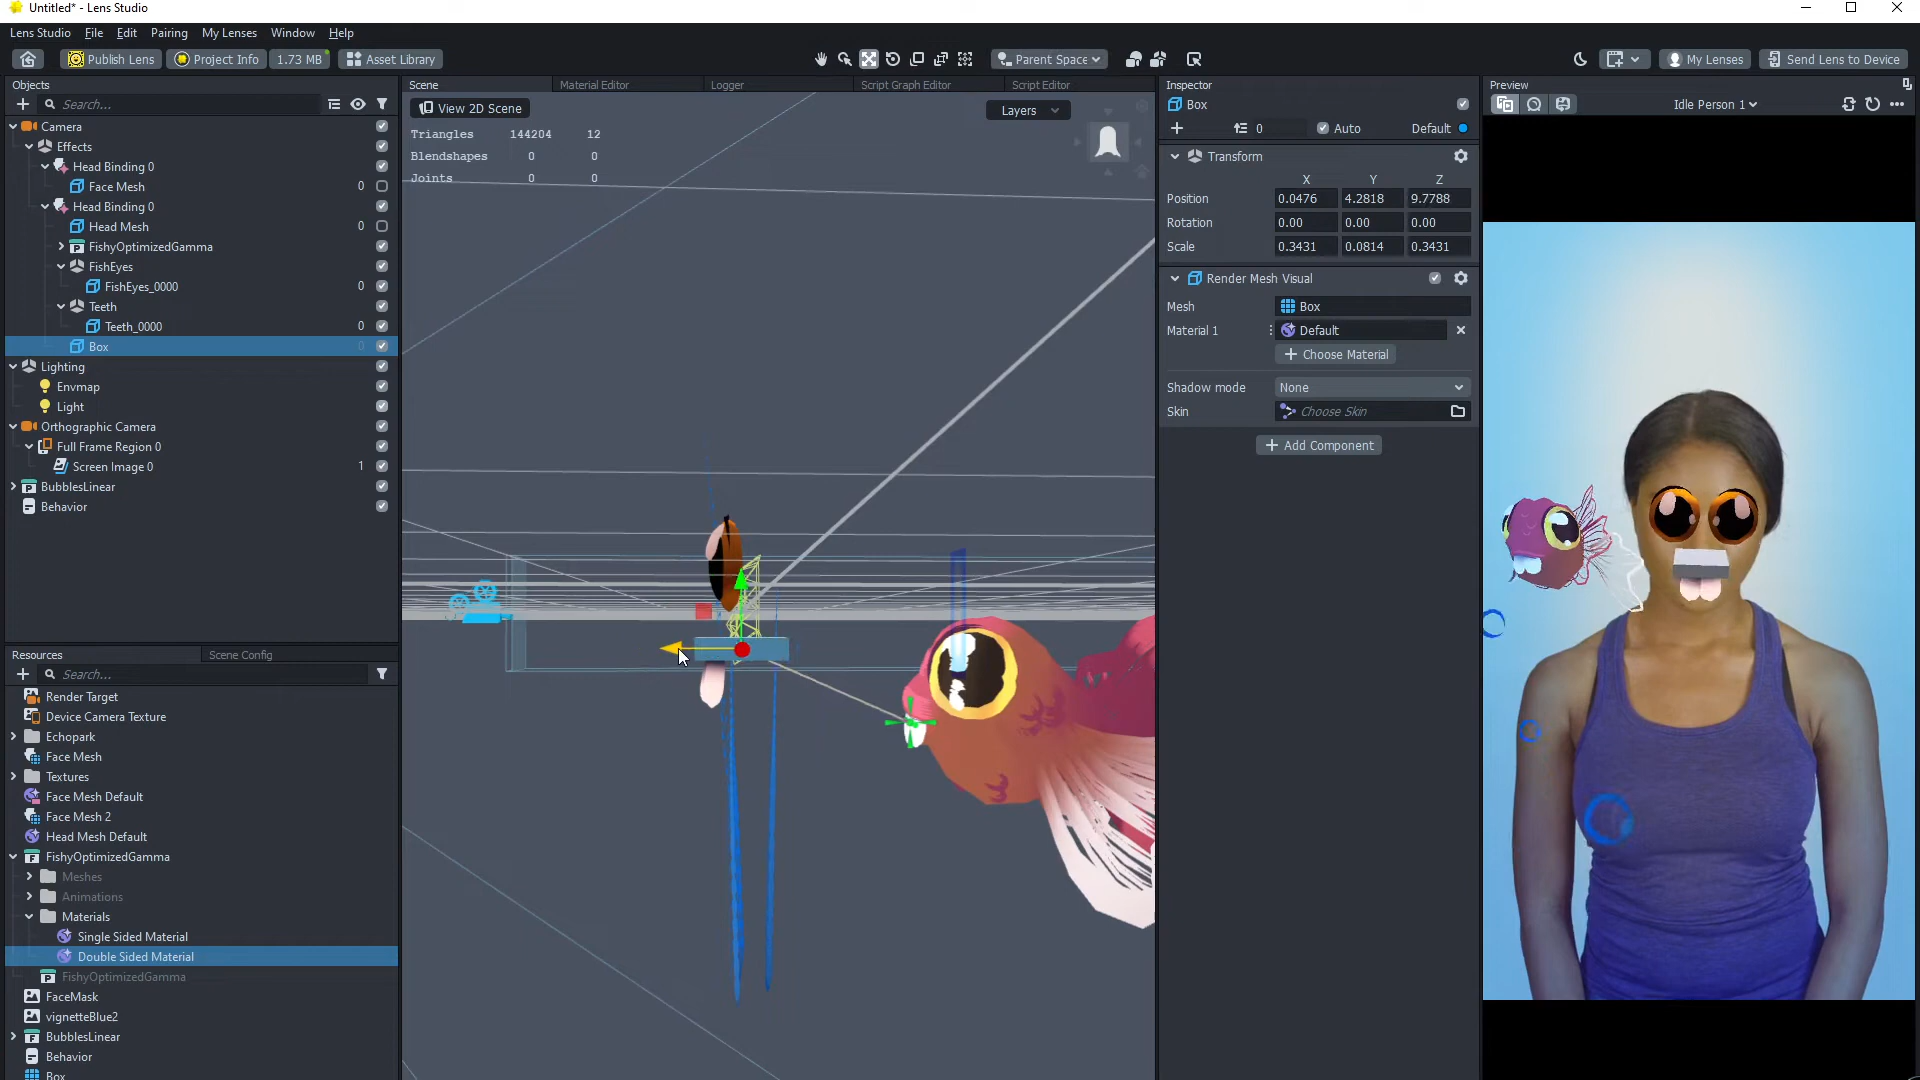 Untitled* - Lens Studio
Lens Studio File Edit Pairing My Lenses Window Help
Publish Lens Project Info 1.73 MB Asset Library Parent Space My Lenses Send Lens to Device
Objects
Search...
Camera
Effects
Head Binding 0
Face Mesh 0
Head Binding 0
Head Mesh 0
FishyOptimizedGamma
FishEyes
FishEyes_0000 0
Teeth
Teeth_0000 0
Box 0
Lighting
Envmap
Light
Orthographic Camera
Full Frame Region 0
Screen Image 0 1
BubblesLinear
Behavior
Resources Scene Config
Search...
Render Target
Device Camera Texture
Echopark
Face Mesh
Textures
Face Mesh Default
Face Mesh 2
Head Mesh Default
FishyOptimizedGamma
Meshes
Animations
Materials
Single Sided Material
Double Sided Material
FishyOptimizedGamma
FaceMask
vignetteBlue2
BubblesLinear
Behavior
Box
Scene Material Editor Logger Script Graph Editor Script Editor
View 2D Scene Layers
Triangles 144204 12
Blendshapes 0 0
Joints 0 0
Inspector
Box
0 Auto Default
Transform
X Y Z
Position 0.0476 4.2818 9.7788
Rotation 0.00 0.00 0.00
Scale 0.3431 0.0814 0.3431
Render Mesh Visual
Mesh Box
Material 1 Default
Choose Material
Shadow mode None
Skin Choose Skin
Add Component
Preview
Idle Person 1